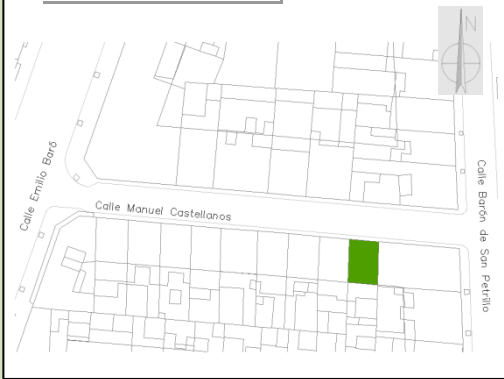 N
Calle Emilio Baró
Calle Manuel Castellanos
Calle Barón de San Petrillo